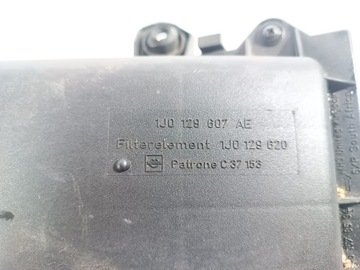 1J0 129 607 AE
Filterelement 1J0 129 620
Patrone C 37 153